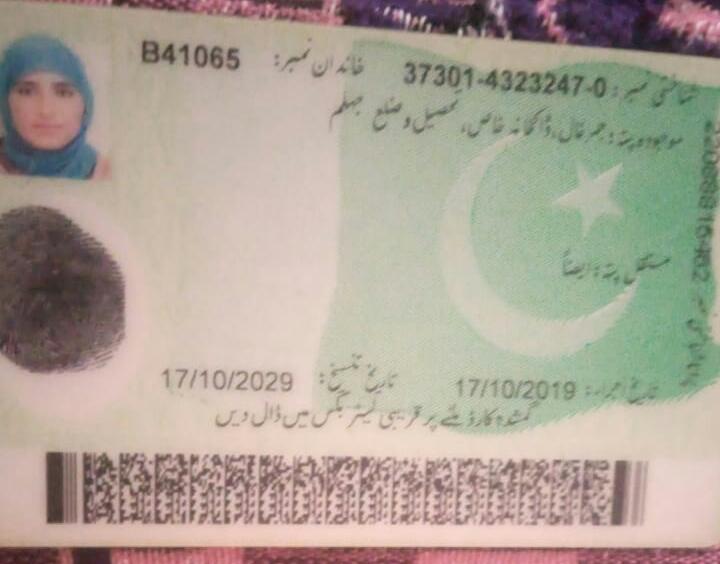 شناختی نمبر: 37301-4323247-0 خاندان نمبر: B41065
موجودہ پتہ: جمرغال، ڈاکخانہ خاص، تحصیل و ضلع جہلم
مستقل پتہ: ایضاً
تاریخ اجراء: 17/10/2019 تاریخ تنسیخ: 17/10/2029
گمشدہ کارڈ ملنے پر قریبی لیٹر بکس میں ڈال دیں